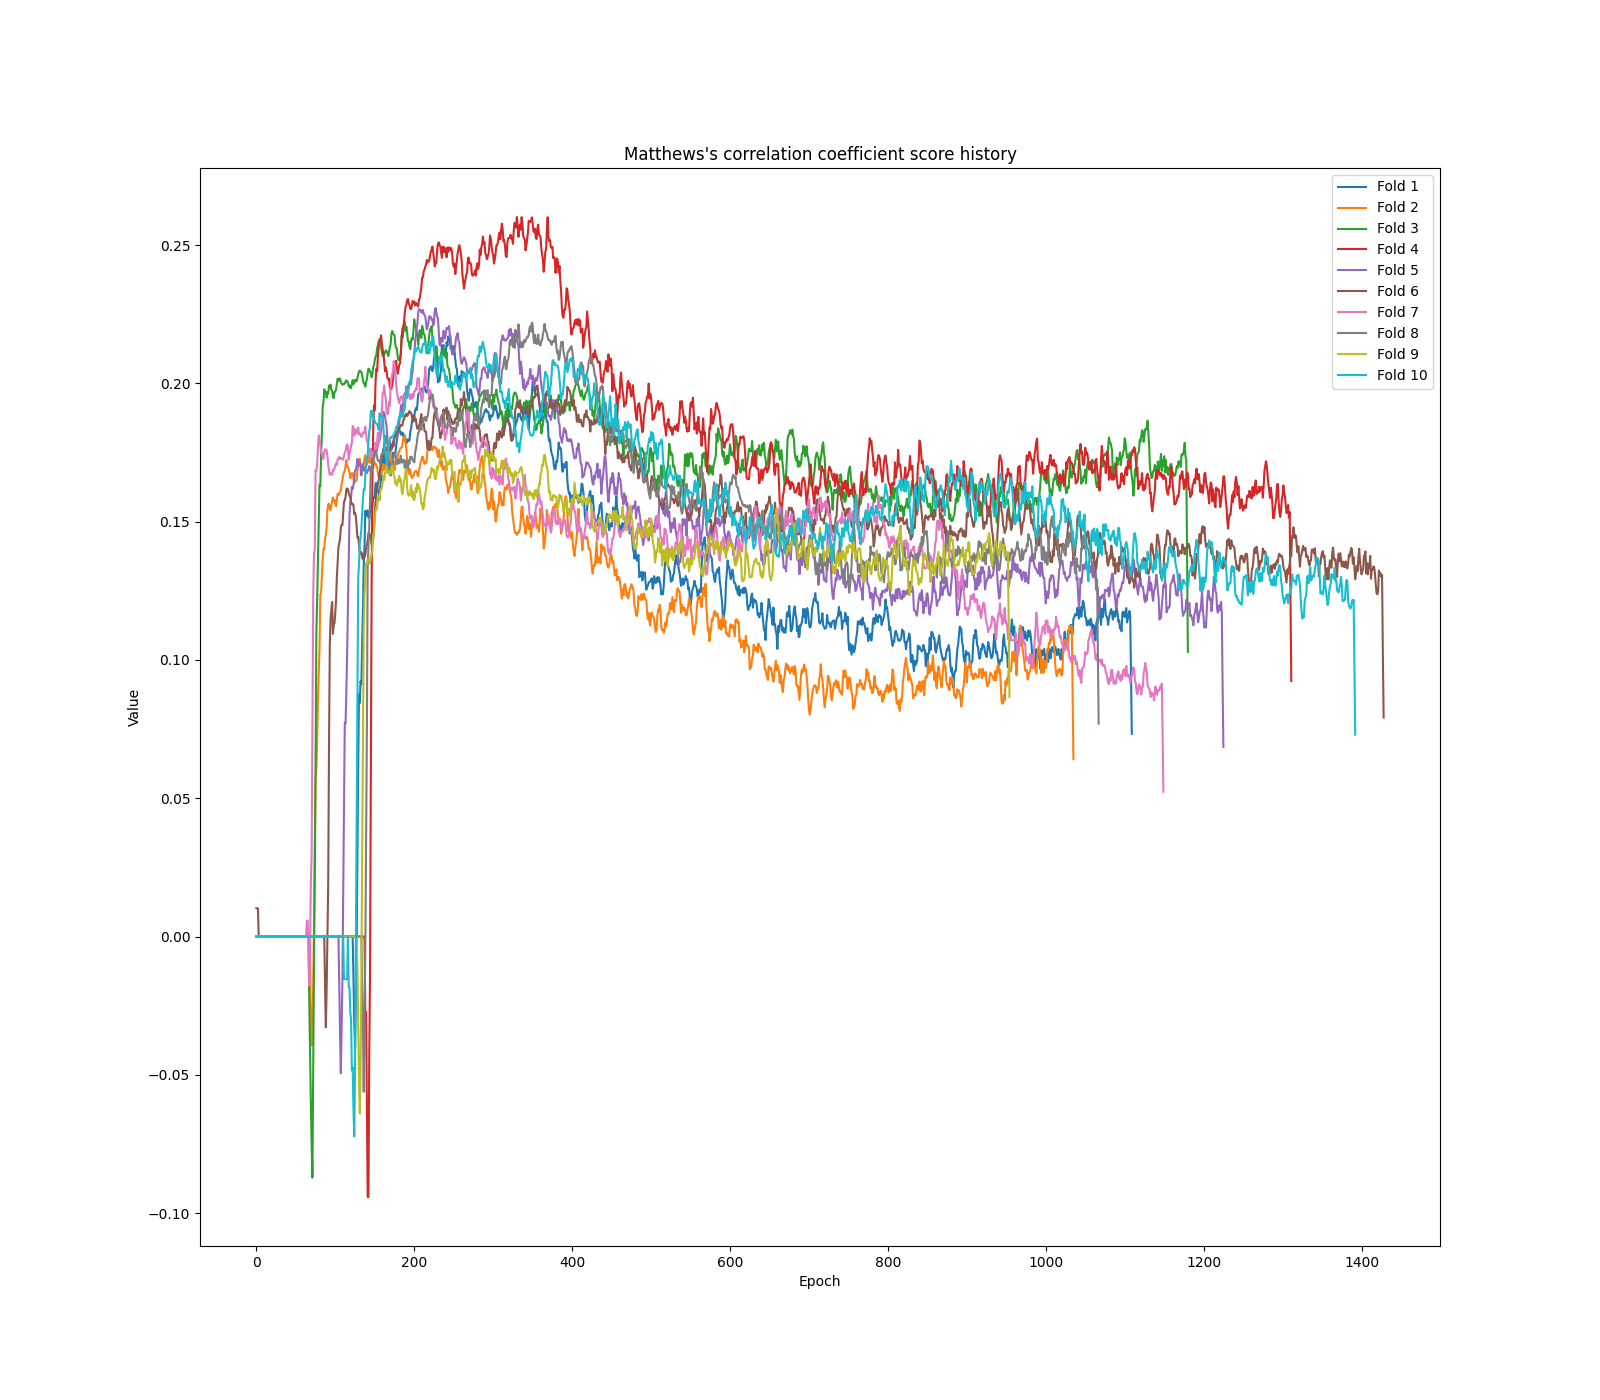 Matthews's correlation coefficient score history
Fold 1
Fold 2
Fold 3
Fold 4
Fold 5
Fold 6
Fold 7
Fold 8
Fold 9
Fold 10
Value
0.25
0.20
0.15
0.10
0.05
0.00
−0.05
−0.10
0 200 400 600 800 1000 1200 1400
Epoch